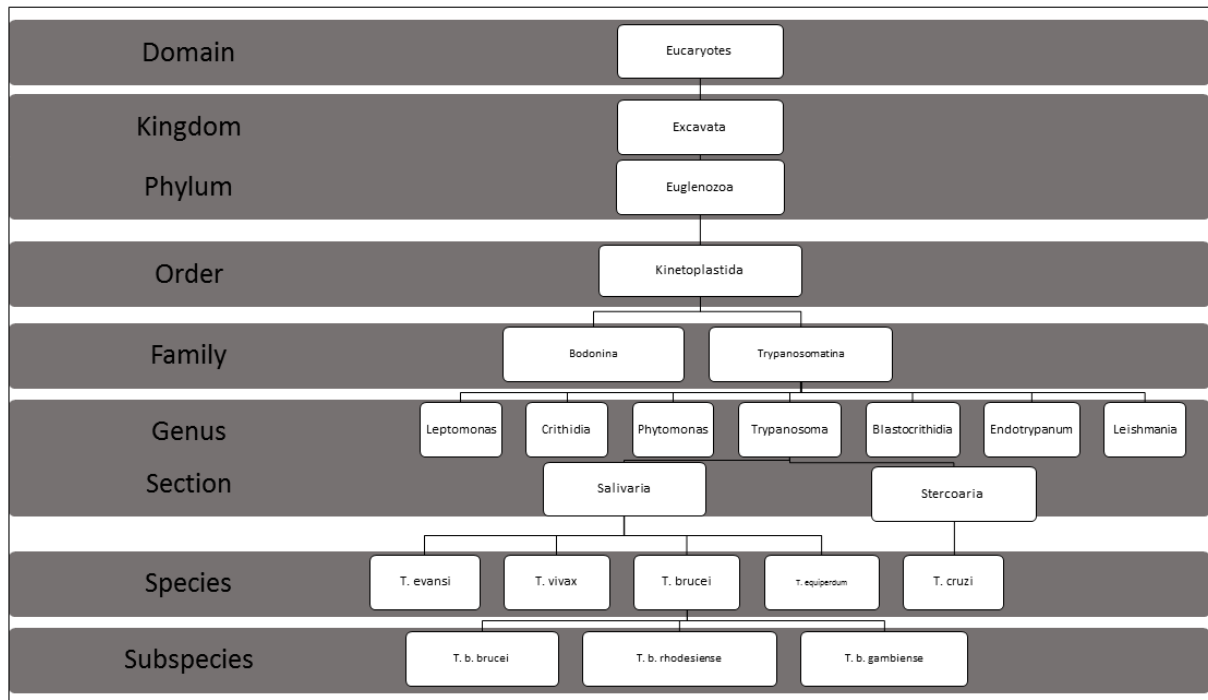 Domain
Eucaryotes
Kingdom
Excavata
Phylum
Euglenozoa
Order
Kinetoplastida
Family
Bodonina
Trypanosomatina
Genus
Leptomonas
Crithidia
Phytomonas
Trypanosoma
Blastocrithidia
Endotrypanum
Leishmania
Section
Salivaria
Stercoaria
Species
T. evansi
T. vivax
T. brucei
T. equiperdum
T. cruzi
Subspecies
T. b. brucei
T. b. rhodesiense
T. b. gambiense